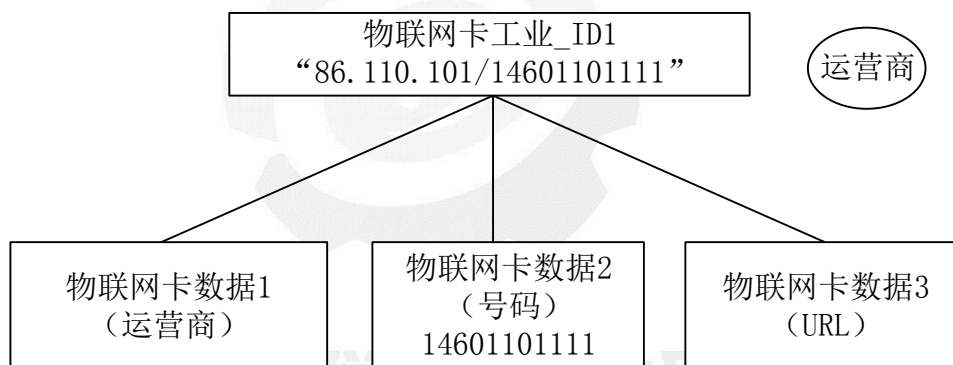 物联网卡工业_ID1
“86.110.101/14601101111”
运营商
物联网卡数据1
（运营商）
物联网卡数据2
（号码）
14601101111
物联网卡数据3
（URL）